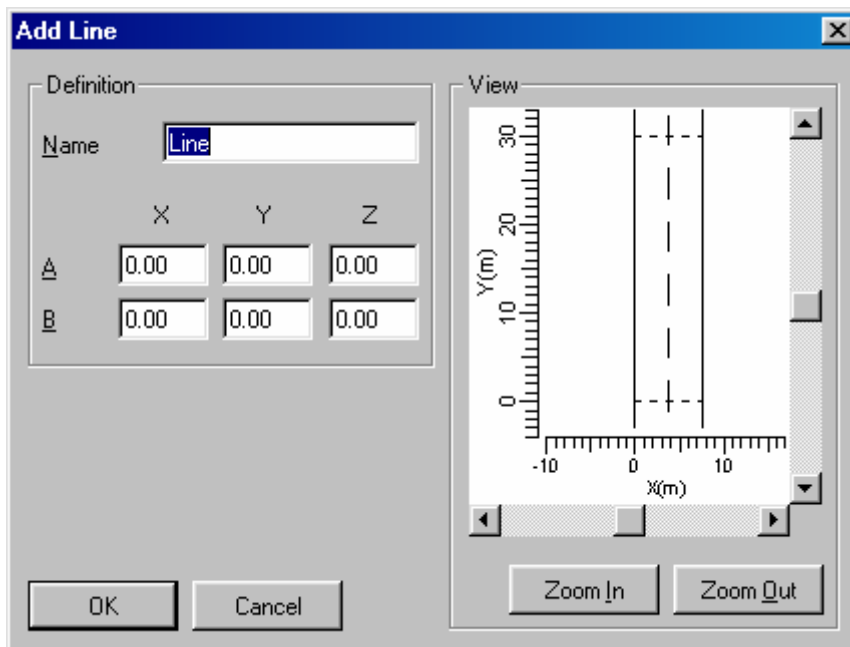 Add Line
Definition
Name Line
X Y Z
A 0.00 0.00 0.00
B 0.00 0.00 0.00
OK Cancel
View
30
20
10
0
Y(m)
-10 0 10
X(m)
Zoom In Zoom Out